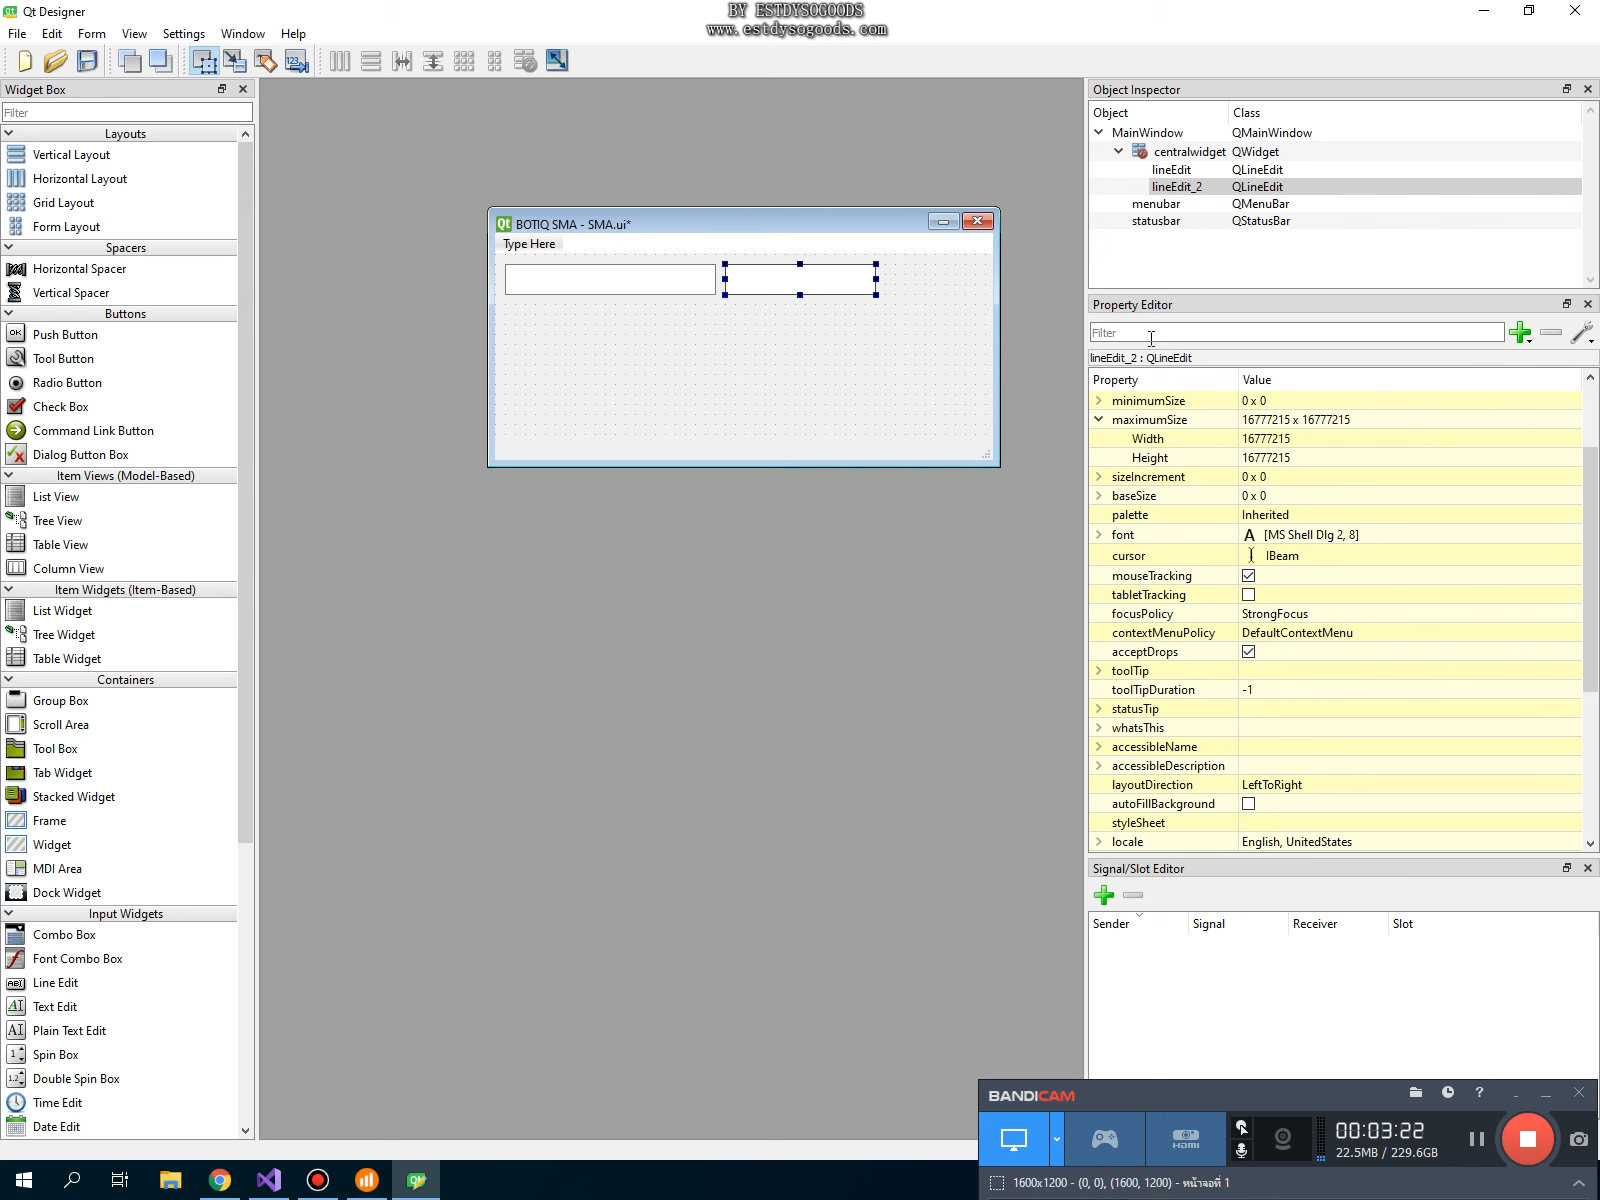 Qt Designer
BY ESTDYSOGOODS
www.estdysogoods.com
File Edit Form View Settings Window Help
Widget Box
Filter
Layouts
Vertical Layout
Horizontal Layout
Grid Layout
Form Layout
Spacers
Horizontal Spacer
Vertical Spacer
Buttons
Push Button
Tool Button
Radio Button
Check Box
Command Link Button
Dialog Button Box
Item Views (Model-Based)
List View
Tree View
Table View
Column View
Item Widgets (Item-Based)
List Widget
Tree Widget
Table Widget
Containers
Group Box
Scroll Area
Tool Box
Tab Widget
Stacked Widget
Frame
Widget
MDI Area
Dock Widget
Input Widgets
Combo Box
Font Combo Box
Line Edit
Text Edit
Plain Text Edit
Spin Box
Double Spin Box
Time Edit
Date Edit
BOTIQ SMA - SMA.ui*
Type Here
Object Inspector
Object Class
MainWindow QMainWindow
centralwidget QWidget
lineEdit QLineEdit
lineEdit_2 QLineEdit
menubar QMenuBar
statusbar QStatusBar
Property Editor
Filter
lineEdit_2 : QLineEdit
Property Value
minimumSize 0 x 0
maximumSize 16777215 x 16777215
Width 16777215
Height 16777215
sizeIncrement 0 x 0
baseSize 0 x 0
palette Inherited
font A [MS Shell Dlg 2, 8]
cursor IBeam
mouseTracking
tabletTracking
focusPolicy StrongFocus
contextMenuPolicy DefaultContextMenu
acceptDrops
toolTip
toolTipDuration -1
statusTip
whatsThis
accessibleName
accessibleDescription
layoutDirection LeftToRight
autoFillBackground
styleSheet
locale English, UnitedStates
Signal/Slot Editor
Sender Signal Receiver Slot
BANDICAM
HDMI
00:03:22
22.5MB / 229.6GB
1600x1200 - (0, 0), (1600, 1200) - หน้าจอที่ 1